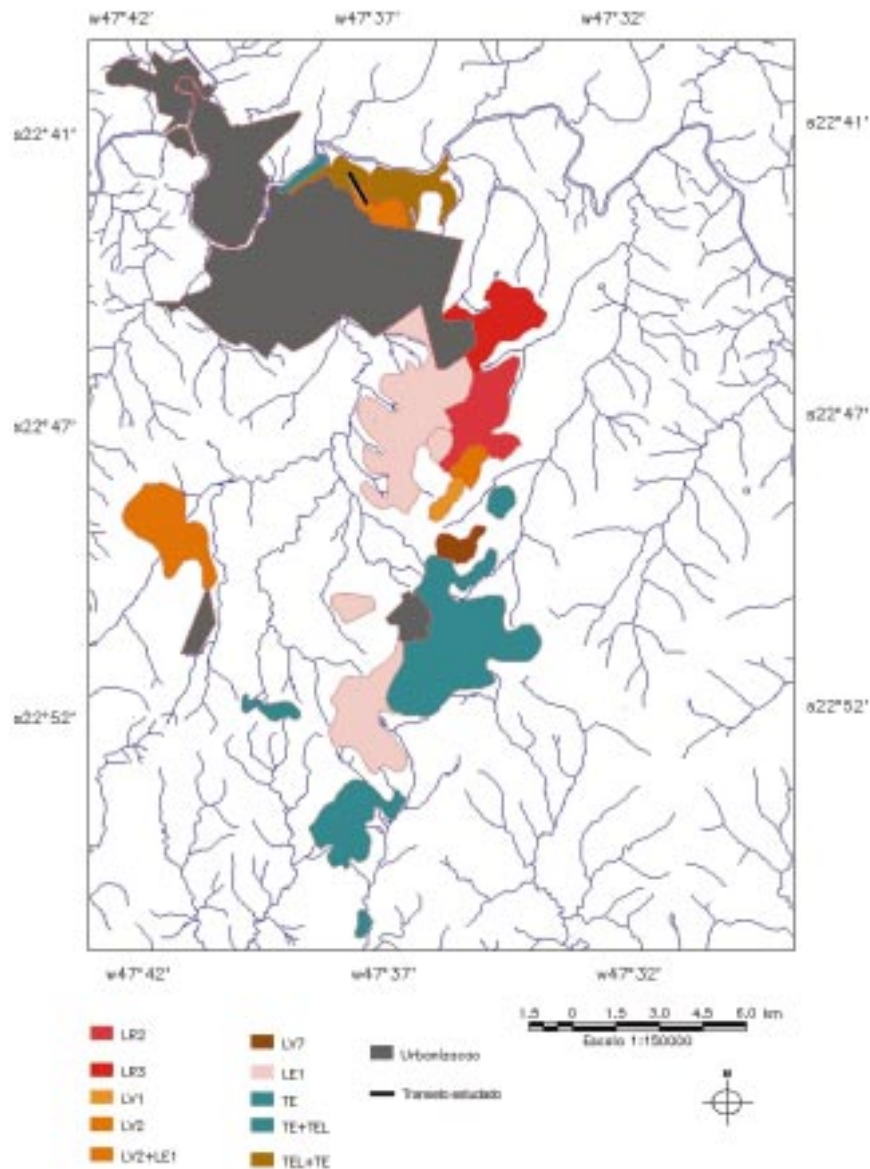 w47°42' w47°37' w47°32'
s22°41' s22°41'
s22°47' s22°47'
s22°52' s22°52'
w47°42' w47°37' w47°32'
LR2
LR3
LV1
LV2
LV2+LE1
LV7
LE1
TE
TE+TEL
TEL+TE
Urbanizacao
Transeto estudado
1.5 0 1.5 3.0 4.5 6.0 km
Escala 1:150000
N